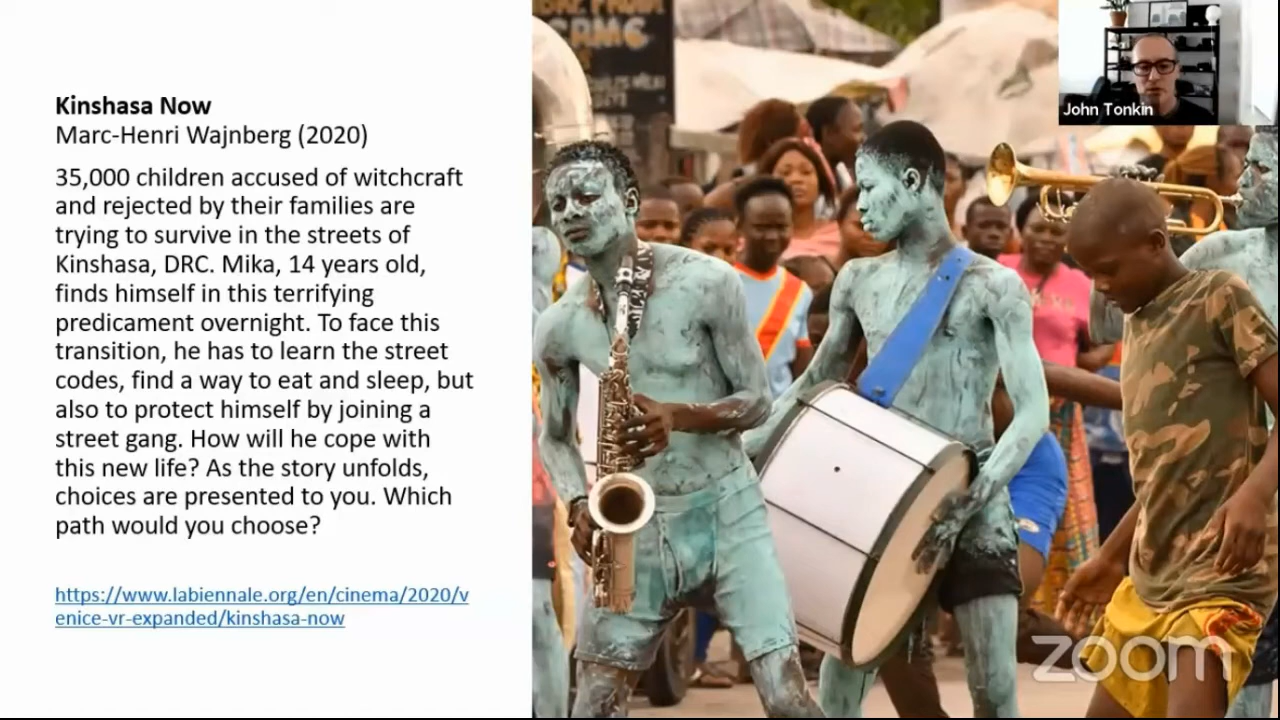 Kinshasa Now
Marc-Henri Wajnberg (2020)
35,000 children accused of witchcraft
and rejected by their families are
trying to survive in the streets of
Kinshasa, DRC. Mika, 14 years old,
finds himself in this terrifying
predicament overnight. To face this
transition, he has to learn the street
codes, find a way to eat and sleep, but
also to protect himself by joining a
street gang. How will he cope with
this new life? As the story unfolds,
choices are presented to you. Which
path would you choose?
https://www.labiennale.org/en/cinema/2020/v
enice-vr-expanded/kinshasa-now
John Tonkin
zoom